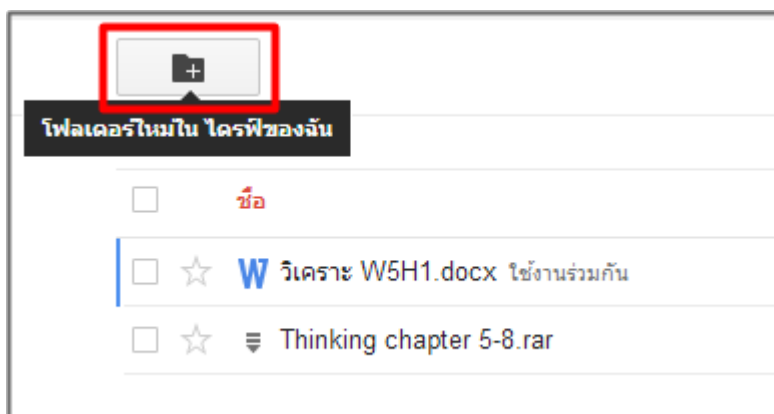 โฟลเดอร์ใหม่ใน ไดรฟ์ของฉัน
ชื่อ
วิเคราะ W5H1.docx ใช้งานร่วมกัน
Thinking chapter 5-8.rar